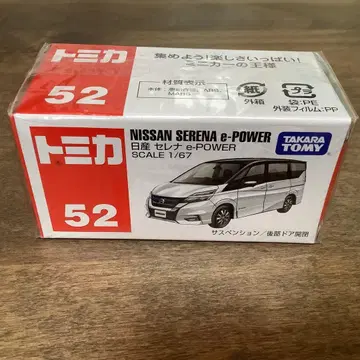 トミカ
52
集めよう!楽しさいっぱい!
ミニカーの王様
材質表示
紙
外箱
プラ
袋:PE
外装フィルム:PP
トミカ
52
NISSAN SERENA e-POWER
日産 セレナ e-POWER
SCALE 1/67
TAKARA
TOMY
サスペンション/後部ドア開閉